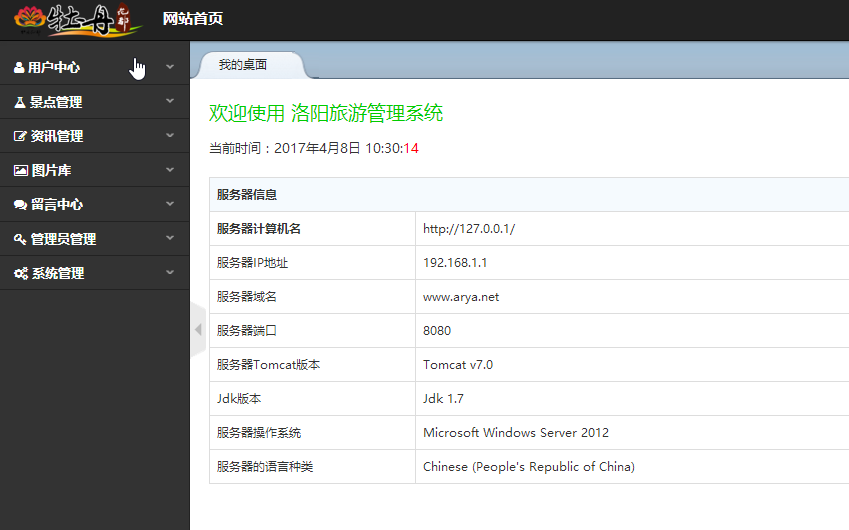 牡丹花都
网站首页
用户中心
景点管理
资讯管理
图片库
留言中心
管理员管理
系统管理
我的桌面
欢迎使用 洛阳旅游管理系统
当前时间：2017年4月8日 10:30:14
服务器信息
服务器计算机名 http://127.0.0.1/
服务器IP地址 192.168.1.1
服务器域名 www.arya.net
服务器端口 8080
服务器Tomcat版本 Tomcat v7.0
Jdk版本 Jdk 1.7
服务器操作系统 Microsoft Windows Server 2012
服务器的语言种类 Chinese (People's Republic of China)